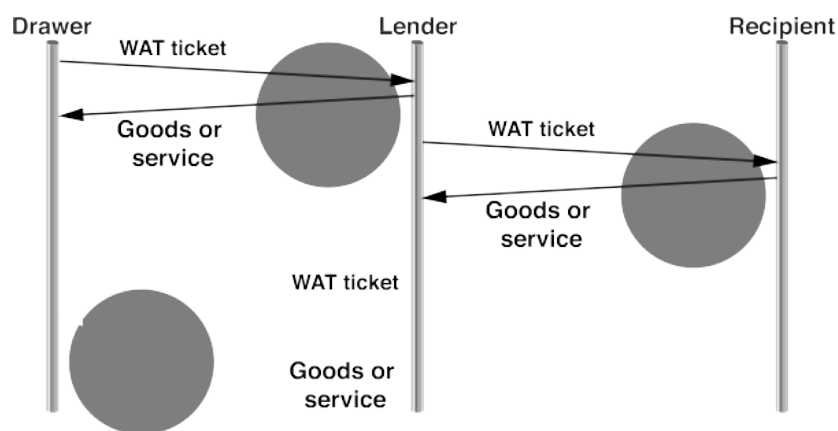 Drawer Lender Recipient
WAT ticket
Goods or
service
WAT ticket
Goods or
service
WAT ticket
Goods or
service